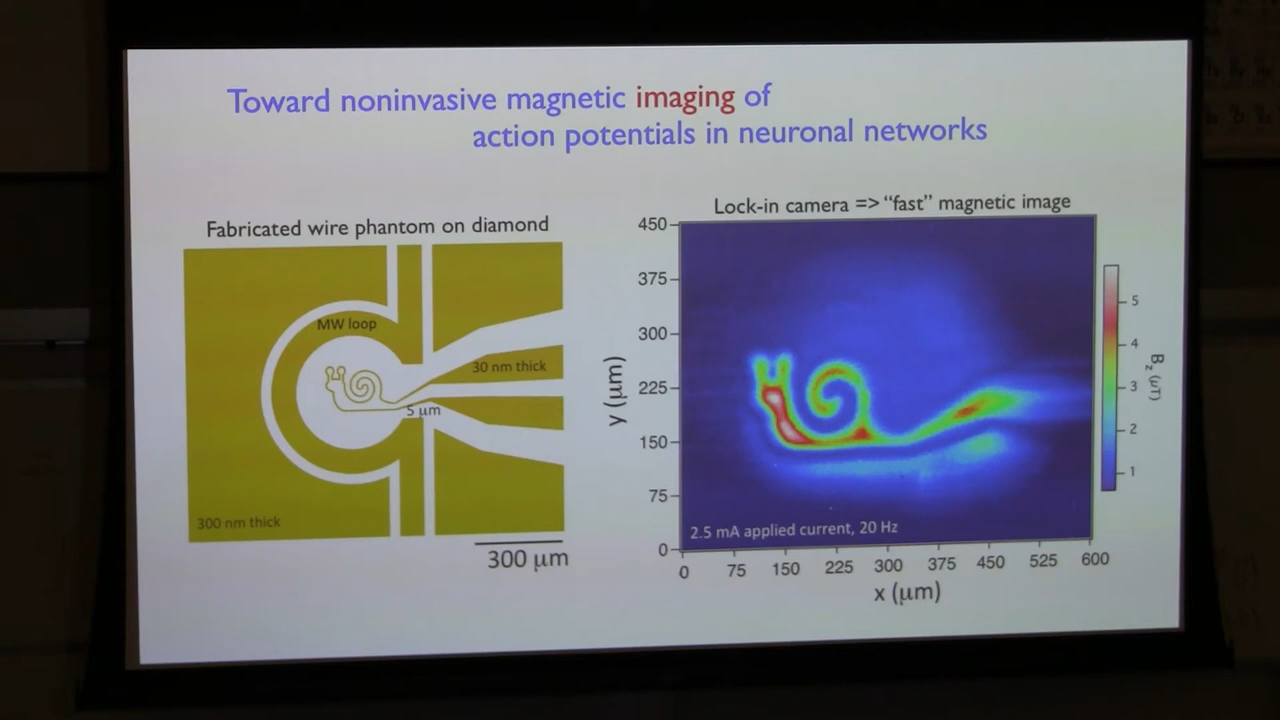 Toward noninvasive magnetic imaging of
action potentials in neuronal networks
Fabricated wire phantom on diamond
MW loop
30 nm thick
5 μm
300 nm thick
300 μm
Lock-in camera => "fast" magnetic image
450
375
300
225
150
75
0
y (μm)
2.5 mA applied current, 20 Hz
0 75 150 225 300 375 450 525 600
x (μm)
5
4
3
2
1
Bz (μT)